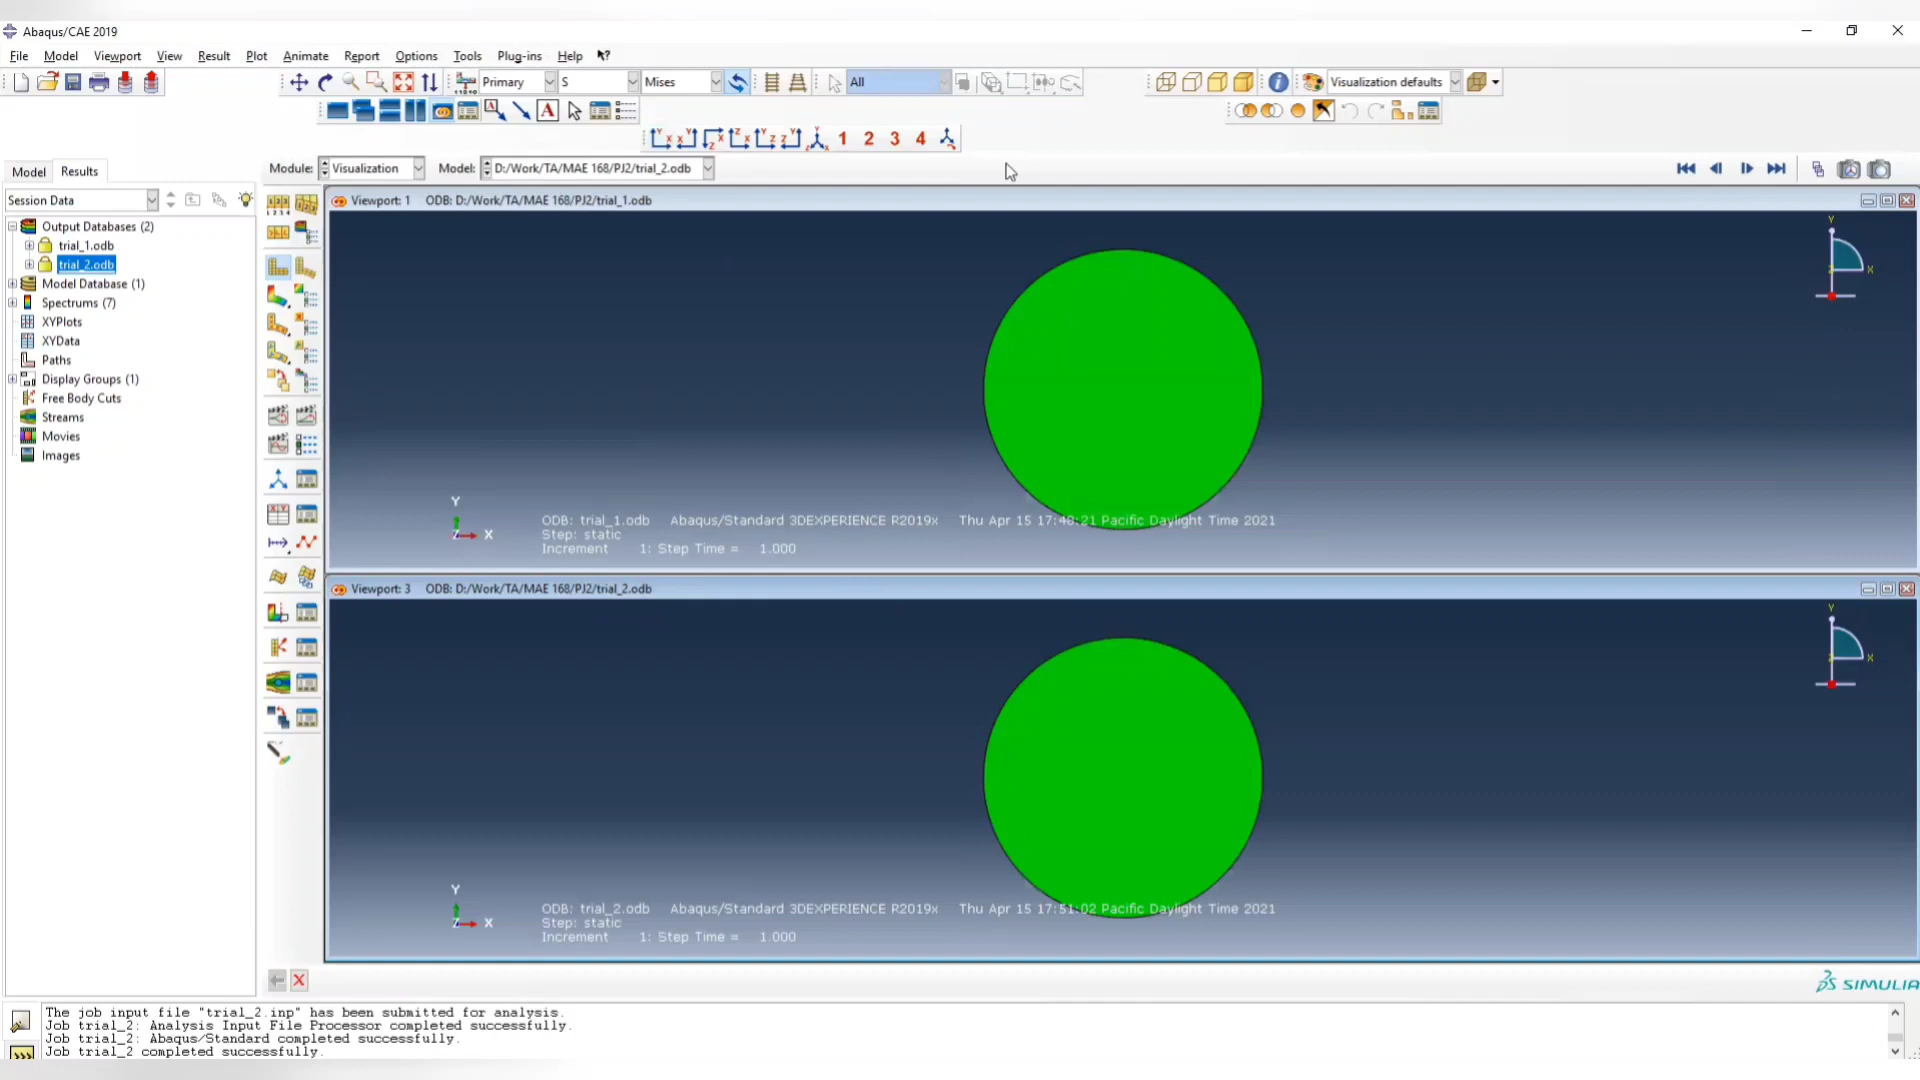 Abaqus/CAE 2019
File Model Viewport View Result Plot Animate Report Options Tools Plug-ins Help
Primary S Mises All Visualization defaults
1 2 3 4
Model Results
Module: Visualization Model: D:/Work/TA/MAE 168/PJ2/trial_2.odb
Session Data
Output Databases (2)
trial_1.odb
trial_2.odb
Model Database (1)
Spectrums (7)
XYPlots
XYData
Paths
Display Groups (1)
Free Body Cuts
Streams
Movies
Images
Viewport: 1 ODB: D:/Work/TA/MAE 168/PJ2/trial_1.odb
Y
X
Y
Z X
ODB: trial_1.odb Abaqus/Standard 3DEXPERIENCE R2019x Thu Apr 15 17:48:21 Pacific Daylight Time 2021
Step: static
Increment 1: Step Time = 1.000
Viewport: 3 ODB: D:/Work/TA/MAE 168/PJ2/trial_2.odb
Y
X
Y
Z X
ODB: trial_2.odb Abaqus/Standard 3DEXPERIENCE R2019x Thu Apr 15 17:51:02 Pacific Daylight Time 2021
Step: static
Increment 1: Step Time = 1.000
SIMULIA
The job input file "trial_2.inp" has been submitted for analysis.
Job trial_2: Analysis Input File Processor completed successfully.
Job trial_2: Abaqus/Standard completed successfully.
Job trial_2 completed successfully.